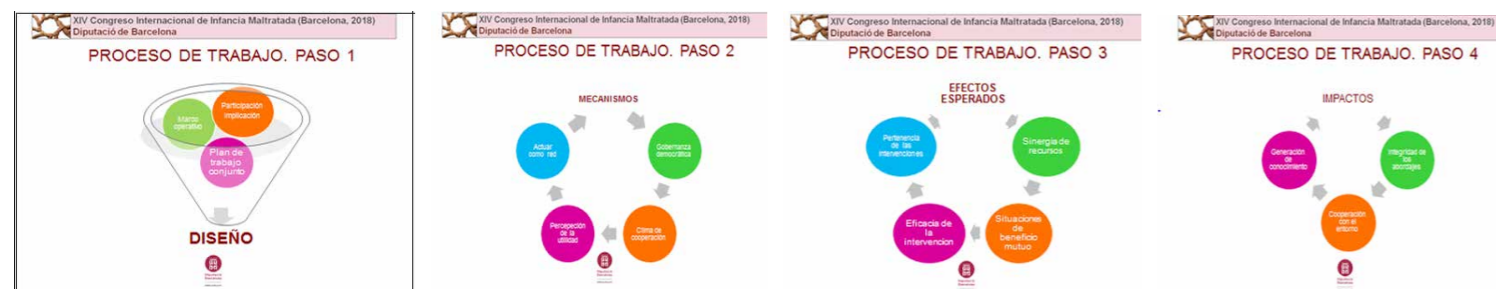 XIV Congreso Internacional de Infancia Maltratada (Barcelona, 2018)
Diputació de Barcelona
PROCESO DE TRABAJO. PASO 1
Participación
implicación
Marco
operativo
Plan de
trabajo
conjunto
DISEÑO
XIV Congreso Internacional de Infancia Maltratada (Barcelona, 2018)
Diputació de Barcelona
PROCESO DE TRABAJO. PASO 2
MECANISMOS
Actuar
como red
Gobernanza
democrática
Percepción
de la
utilidad
Clima de
cooperación
XIV Congreso Internacional de Infancia Maltratada (Barcelona, 2018)
Diputació de Barcelona
PROCESO DE TRABAJO. PASO 3
EFECTOS
ESPERADOS
Pertinencia
de las
intervenciones
Sinergia de
recursos
Eficacia de
la
intervencion
Situaciones
de
beneficio
mutuo
XIV Congreso Internacional de Infancia Maltratada (Barcelona, 2018)
Diputació de Barcelona
PROCESO DE TRABAJO. PASO 4
IMPACTOS
Generación
de
conocimiento
Integridad de
los
abordajes
Cooperación
con el
entorno